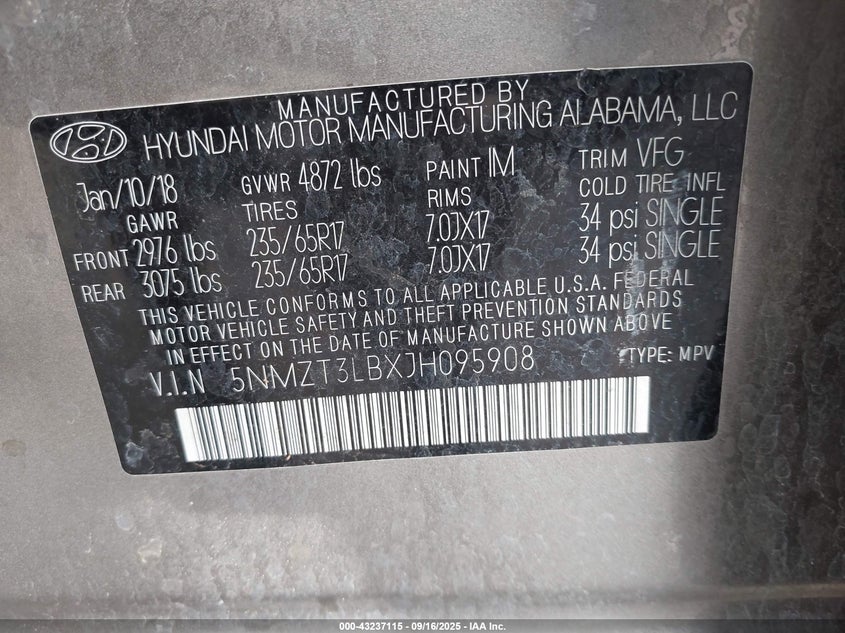 MANUFACTURED BY
HYUNDAI MOTOR MANUFACTURING ALABAMA, LLC
Jan/10/18 GVWR 4872 lbs PAINT IM TRIM VFG
GAWR TIRES RIMS COLD TIRE INFL
FRONT 2976 lbs 235/65R17 7.0JX17 34 psi SINGLE
REAR 3075 lbs 235/65R17 7.0JX17 34 psi SINGLE
THIS VEHICLE CONFORMS TO ALL APPLICABLE U.S.A. FEDERAL
MOTOR VEHICLE SAFETY AND THEFT PREVENTION STANDARDS
IN EFFECT ON THE DATE OF MANUFACTURE SHOWN ABOVE
V.I.N 5NMZT3LBXJH095908 TYPE: MPV
000-43237115 - 09/16/2025 - IAA Inc.